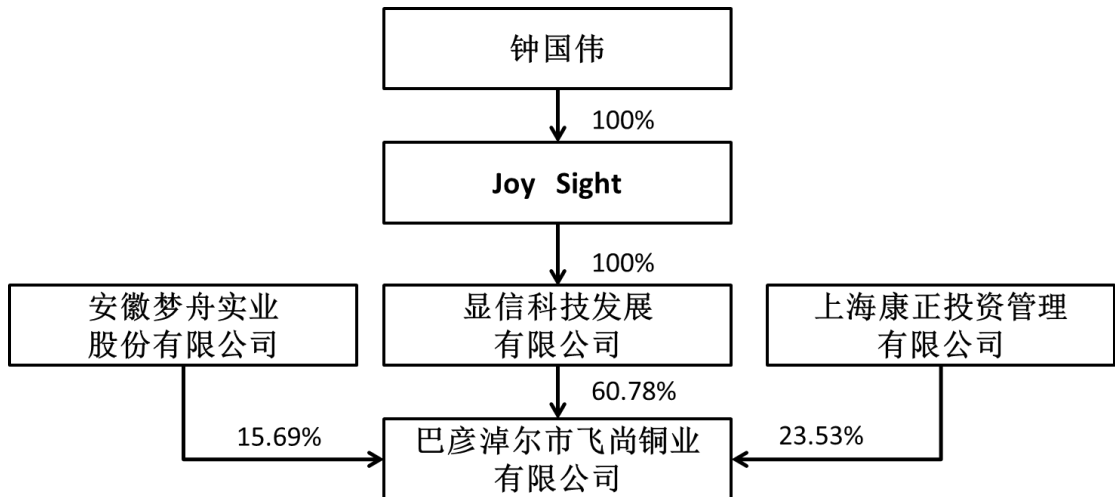 钟国伟
100%
Joy Sight
100%
安徽梦舟实业
股份有限公司
显信科技发展
有限公司
上海康正投资管理
有限公司
60.78%
15.69%
巴彦淖尔市飞尚铜业
有限公司
23.53%